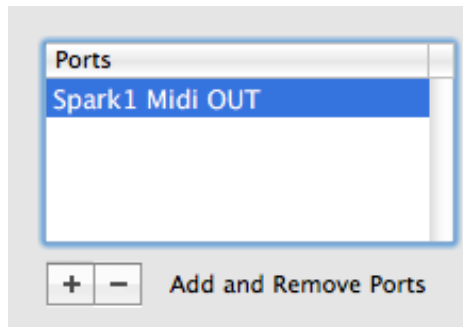 Ports
Spark1 Midi OUT
+ − Add and Remove Ports